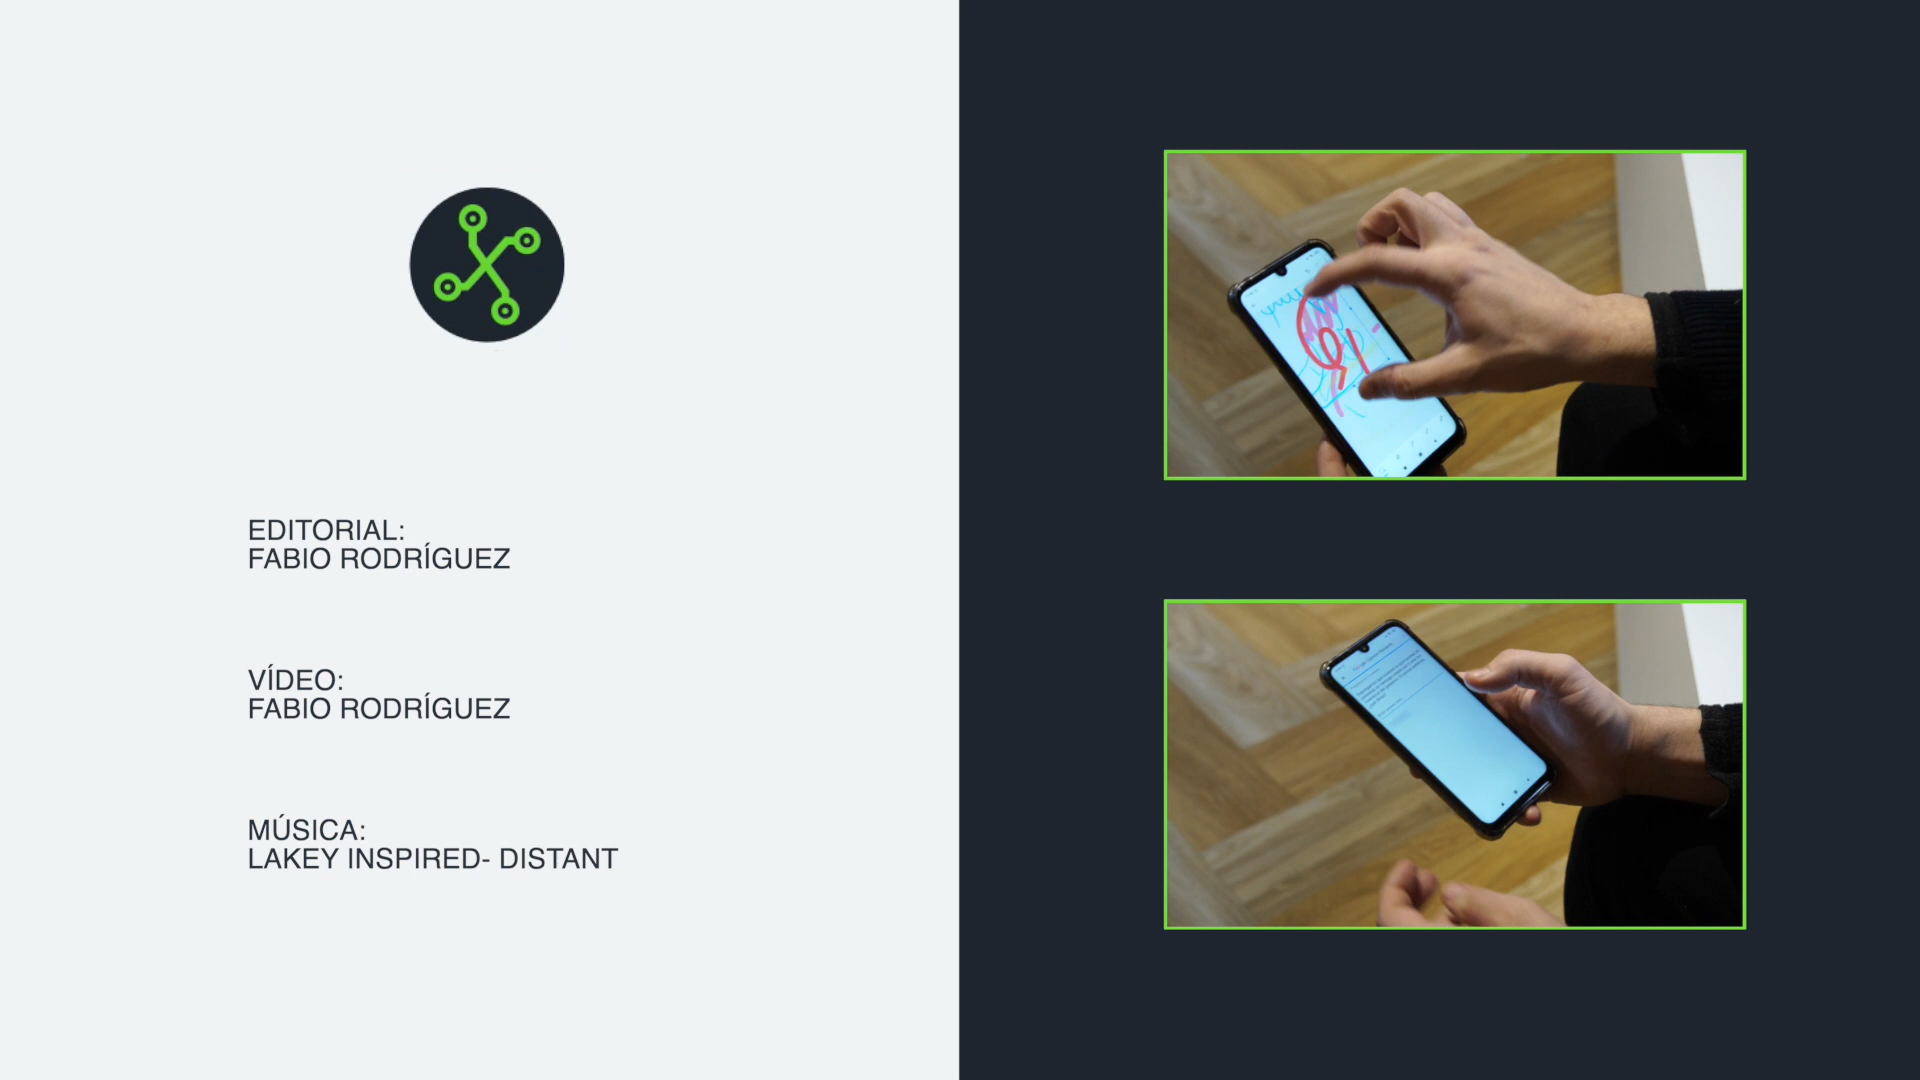 EDITORIAL:
FABIO RODRÍGUEZ
VÍDEO:
FABIO RODRÍGUEZ
MÚSICA:
LAKEY INSPIRED- DISTANT